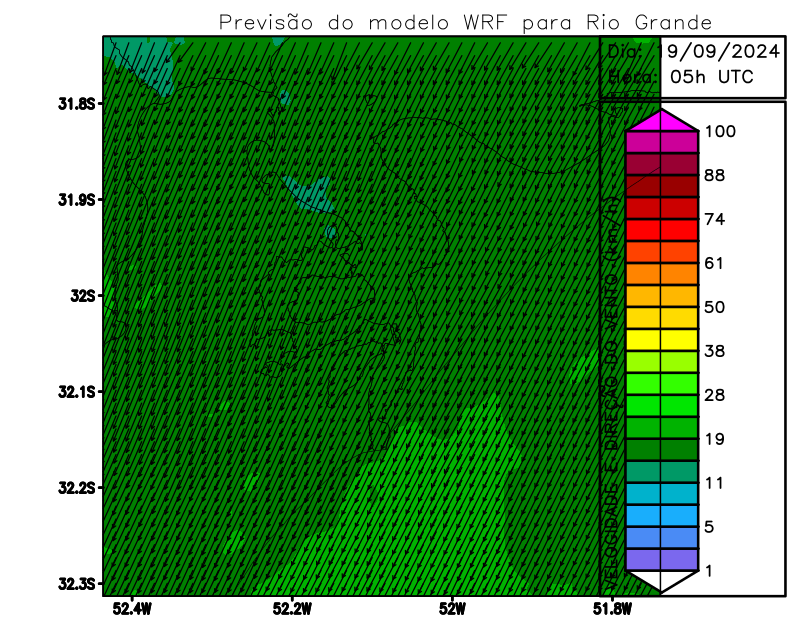 Previsão do modelo WRF para Rio Grande
Dia: 19/09/2024
Hora: 05h UTC
31.8S
31.9S
32S
32.1S
32.2S
32.3S
52.4W
52.2W
52W
51.8W
VELOCIDADE E DIREÇÃO DO VENTO (km/h)
100
88
74
61
50
38
28
19
11
5
1